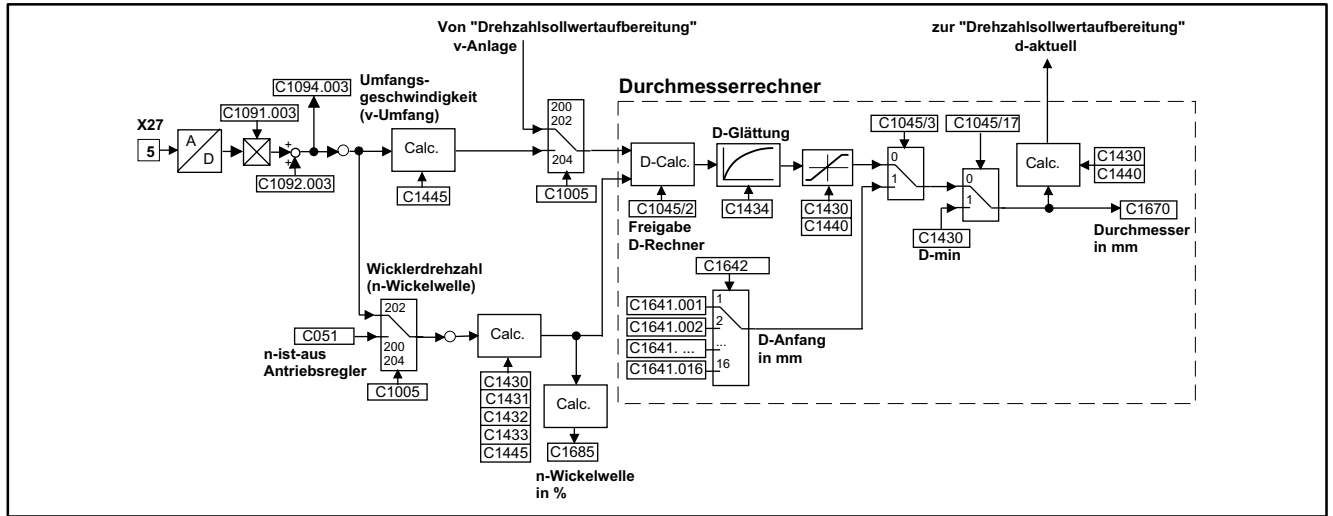 Von "Drehzahlsollwertaufbereitung"
v-Anlage
zur "Drehzahlsollwertaufbereitung"
d-aktuell
Durchmesserrechner
C1094.003
C1091.003
X27
5
A
D
+
+
C1092.003
Umfangs-
geschwindigkeit
(v-Umfang)
Calc.
C1445
200
202
204
C1005
D-Calc.
C1045/2
Freigabe
D-Rechner
D-Glättung
C1434
C1430
C1440
C1045/3
0
1
C1045/17
0
1
C1430
D-min
Calc.
C1430
C1440
C1670
Durchmesser
in mm
Wicklerdrehzahl
(n-Wickelwelle)
202
200
204
C051
n-ist-aus
Antriebsregler
C1005
Calc.
C1430
C1431
C1432
C1433
C1445
Calc.
C1685
n-Wickelwelle
in %
C1642
C1641.001
C1641.002
C1641. ...
C1641.016
1
2
...
16
D-Anfang
in mm